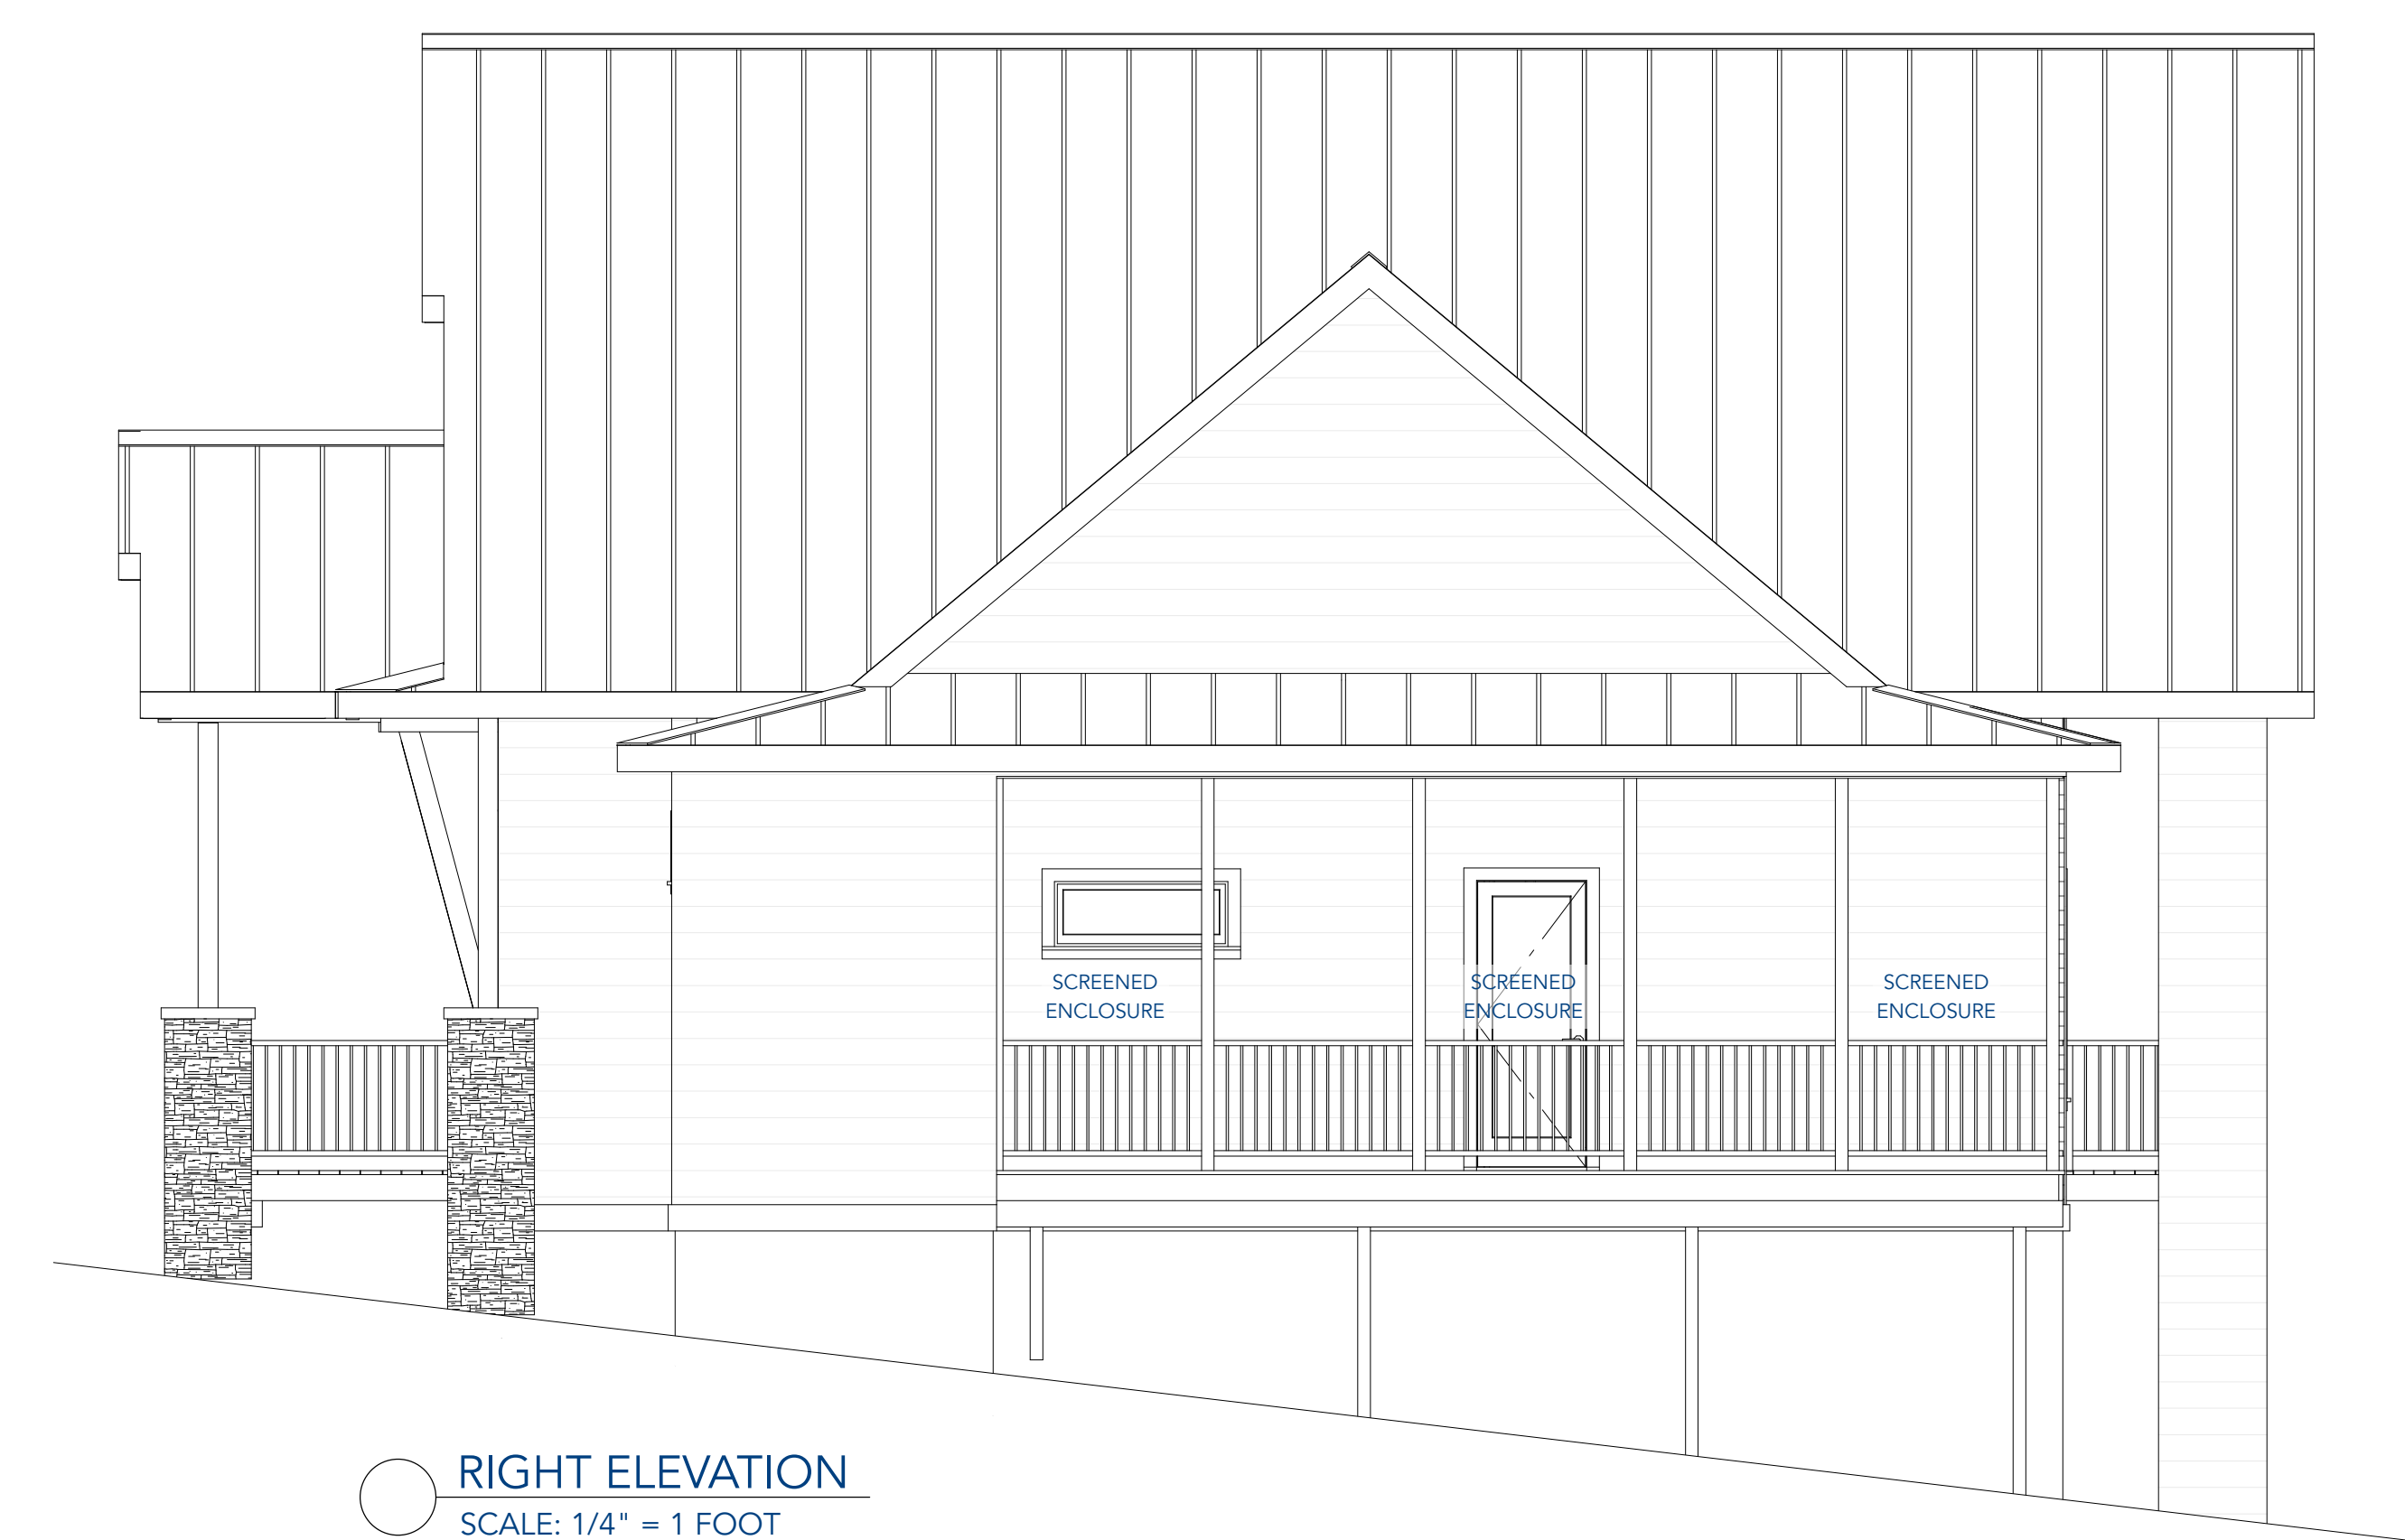 SCREENED
ENCLOSURE
SCREENED
ENCLOSURE
SCREENED
ENCLOSURE
RIGHT ELEVATION
SCALE: 1/4" = 1 FOOT